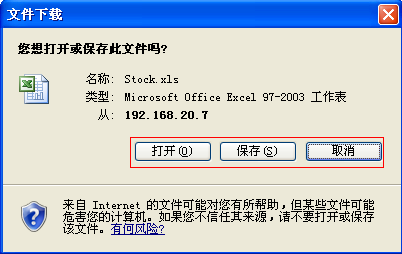 文件下载
您想打开或保存此文件吗?
名称: Stock.xls
类型: Microsoft Office Excel 97-2003 工作表
从: 192.168.20.7
打开(O) 保存(S) 取消
来自 Internet 的文件可能对您有所帮助,但某些文件可能
危害您的计算机。如果您不信任其来源,请不要打开或保存
该文件。有何风险?